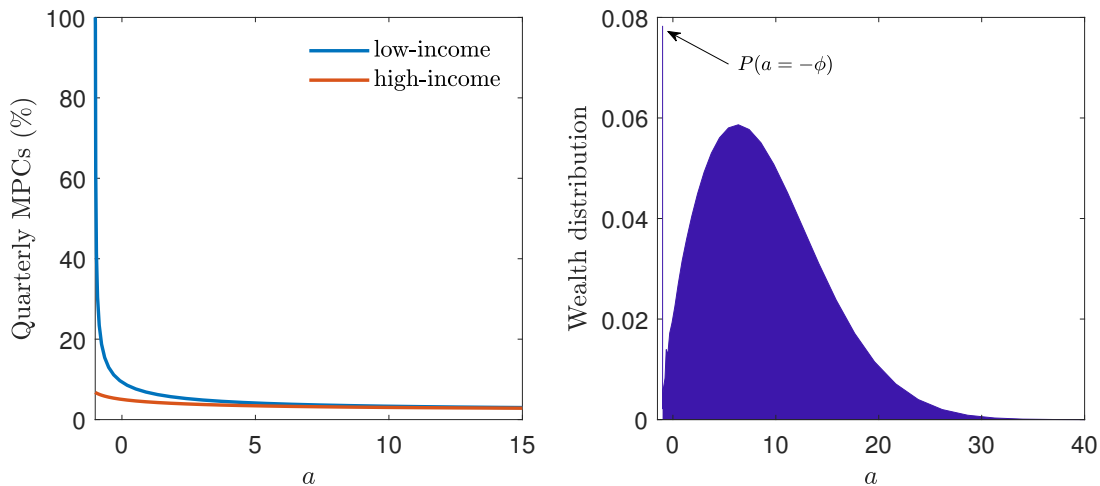 Quarterly MPCs (%)
100
80
60
40
20
0
0
5
10
15
a
low-income
high-income
Wealth distribution
0.08
0.06
0.04
0.02
0
0
10
20
30
40
a
P(a = −ϕ)